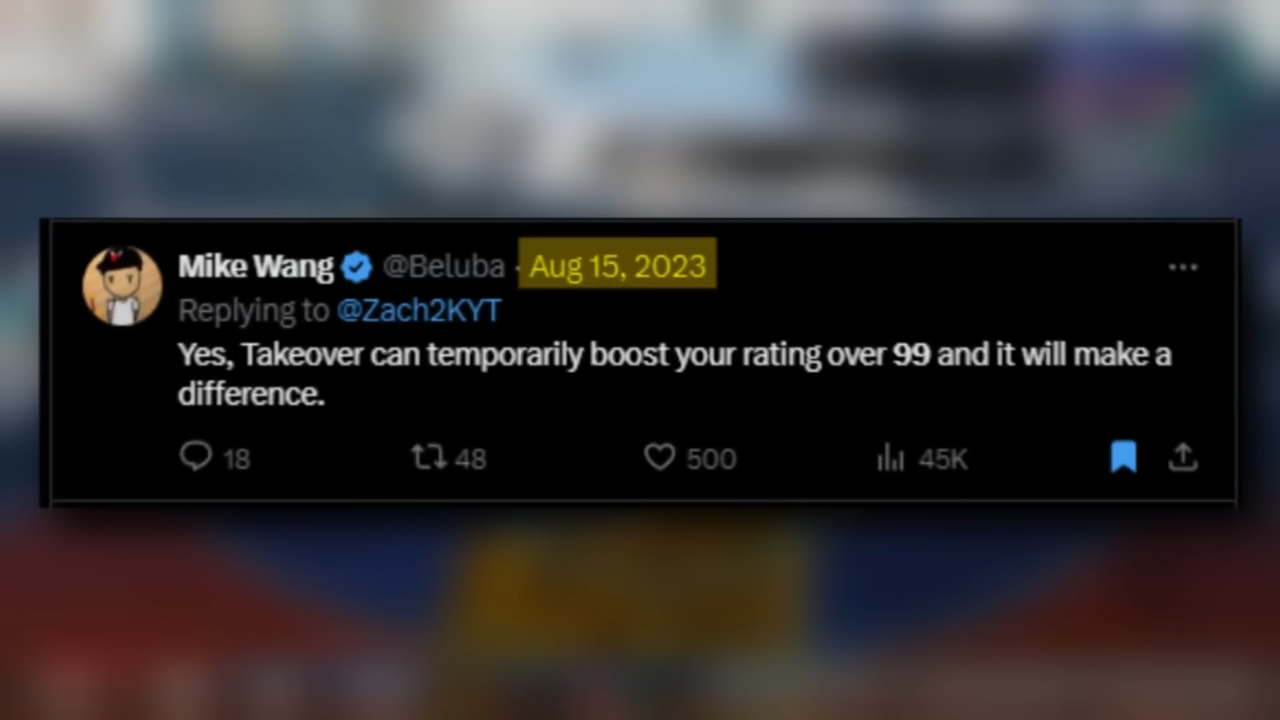 Mike Wang @Beluba · Aug 15, 2023
Replying to @Zach2KYT
Yes, Takeover can temporarily boost your rating over 99 and it will make a
difference.
18 48 500 45K